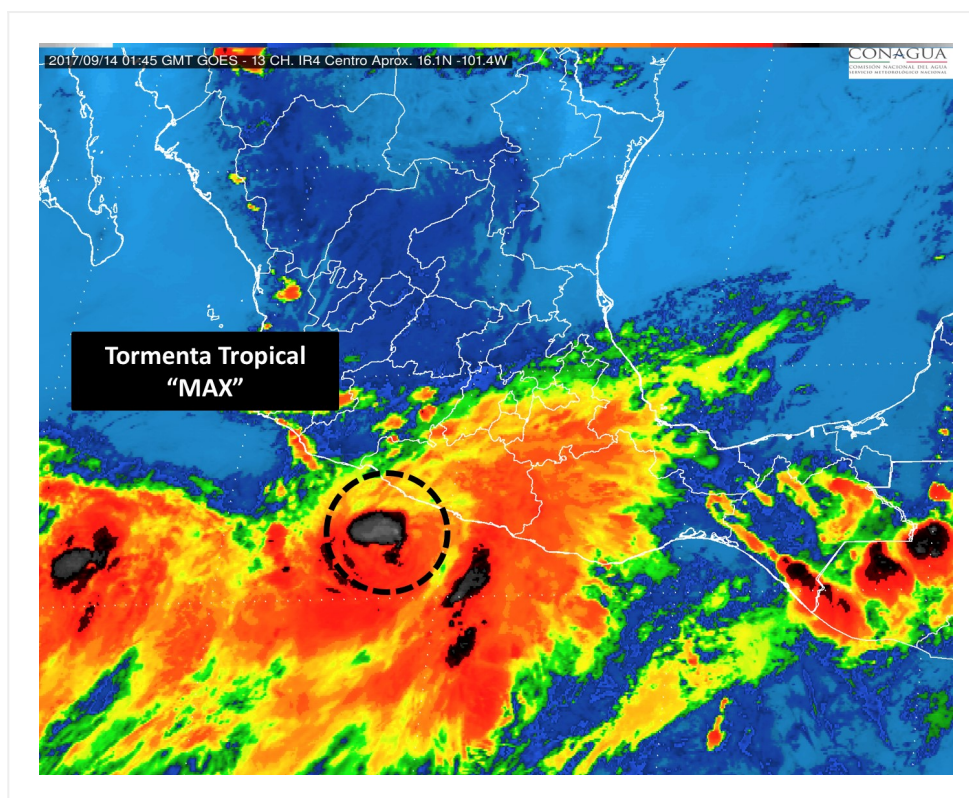 2017/09/14 01:45 GMT GOES - 13 CH. IR4 Centro Aprox. 16.1N -101.4W
CONAGUA
COMISIÓN NACIONAL DEL AGUA
SERVICIO METEOROLÓGICO NACIONAL
Tormenta Tropical
“MAX”